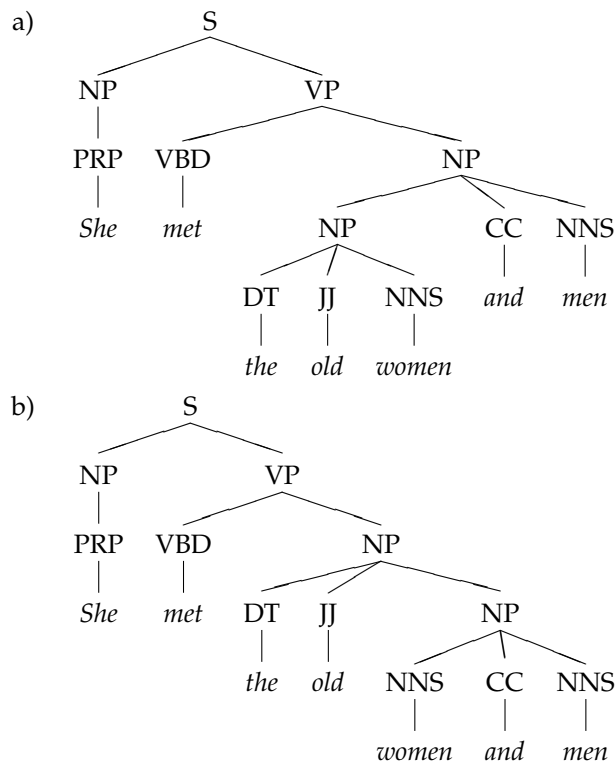 a)
S
NP VP
PRP VBD NP
She met NP CC NNS
DT JJ NNS and men
the old women
b)
S
NP VP
PRP VBD NP
She met DT JJ NP
the old NNS CC NNS
women and men